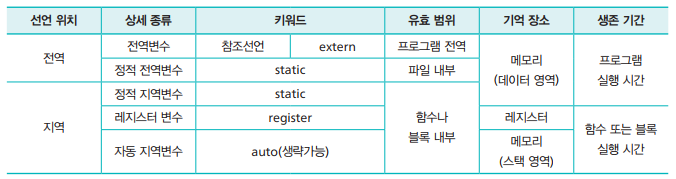 선언 위치 상세 종류 키워드 유효 범위 기억 장소 생존 기간
전역 전역변수 참조선언 extern 프로그램 전역 메모리 (데이터 영역) 프로그램 실행 시간
정적 전역변수 static 파일 내부
지역 정적 지역변수 static 함수나 블록 내부
레지스터 변수 register 레지스터 함수 또는 블록 실행 시간
자동 지역변수 auto(생략가능) 메모리 (스택 영역)